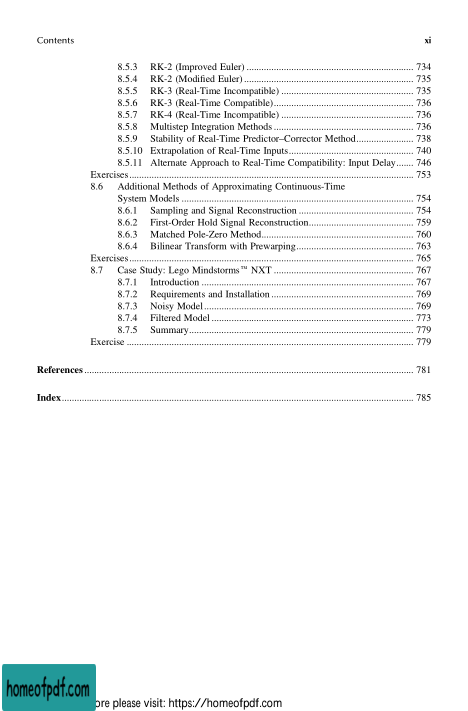 Contents xi
8.5.3 RK-2 (Improved Euler) ................ 734
8.5.4 RK-2 (Modified Euler) ................ 735
8.5.5 RK-3 (Real-Time Incompatible) ................ 735
8.5.6 RK-3 (Real-Time Compatible)................ 736
8.5.7 RK-4 (Real-Time Incompatible) ................ 736
8.5.8 Multistep Integration Methods ................ 736
8.5.9 Stability of Real-Time Predictor–Corrector Method................ 738
8.5.10 Extrapolation of Real-Time Inputs................ 740
8.5.11 Alternate Approach to Real-Time Compatibility: Input Delay....... 746
Exercises................ 753
8.6 Additional Methods of Approximating Continuous-Time
System Models ................ 754
8.6.1 Sampling and Signal Reconstruction ................ 754
8.6.2 First-Order Hold Signal Reconstruction................ 759
8.6.3 Matched Pole-Zero Method................ 760
8.6.4 Bilinear Transform with Prewarping................ 763
Exercises................ 765
8.7 Case Study: Lego Mindstorms™ NXT ................ 767
8.7.1 Introduction ................ 767
8.7.2 Requirements and Installation ................ 769
8.7.3 Noisy Model................ 769
8.7.4 Filtered Model ................ 773
8.7.5 Summary................ 779
Exercise ................ 779
References................ 781
Index................ 785
homeofpdf.com
ore please visit: https://homeofpdf.com